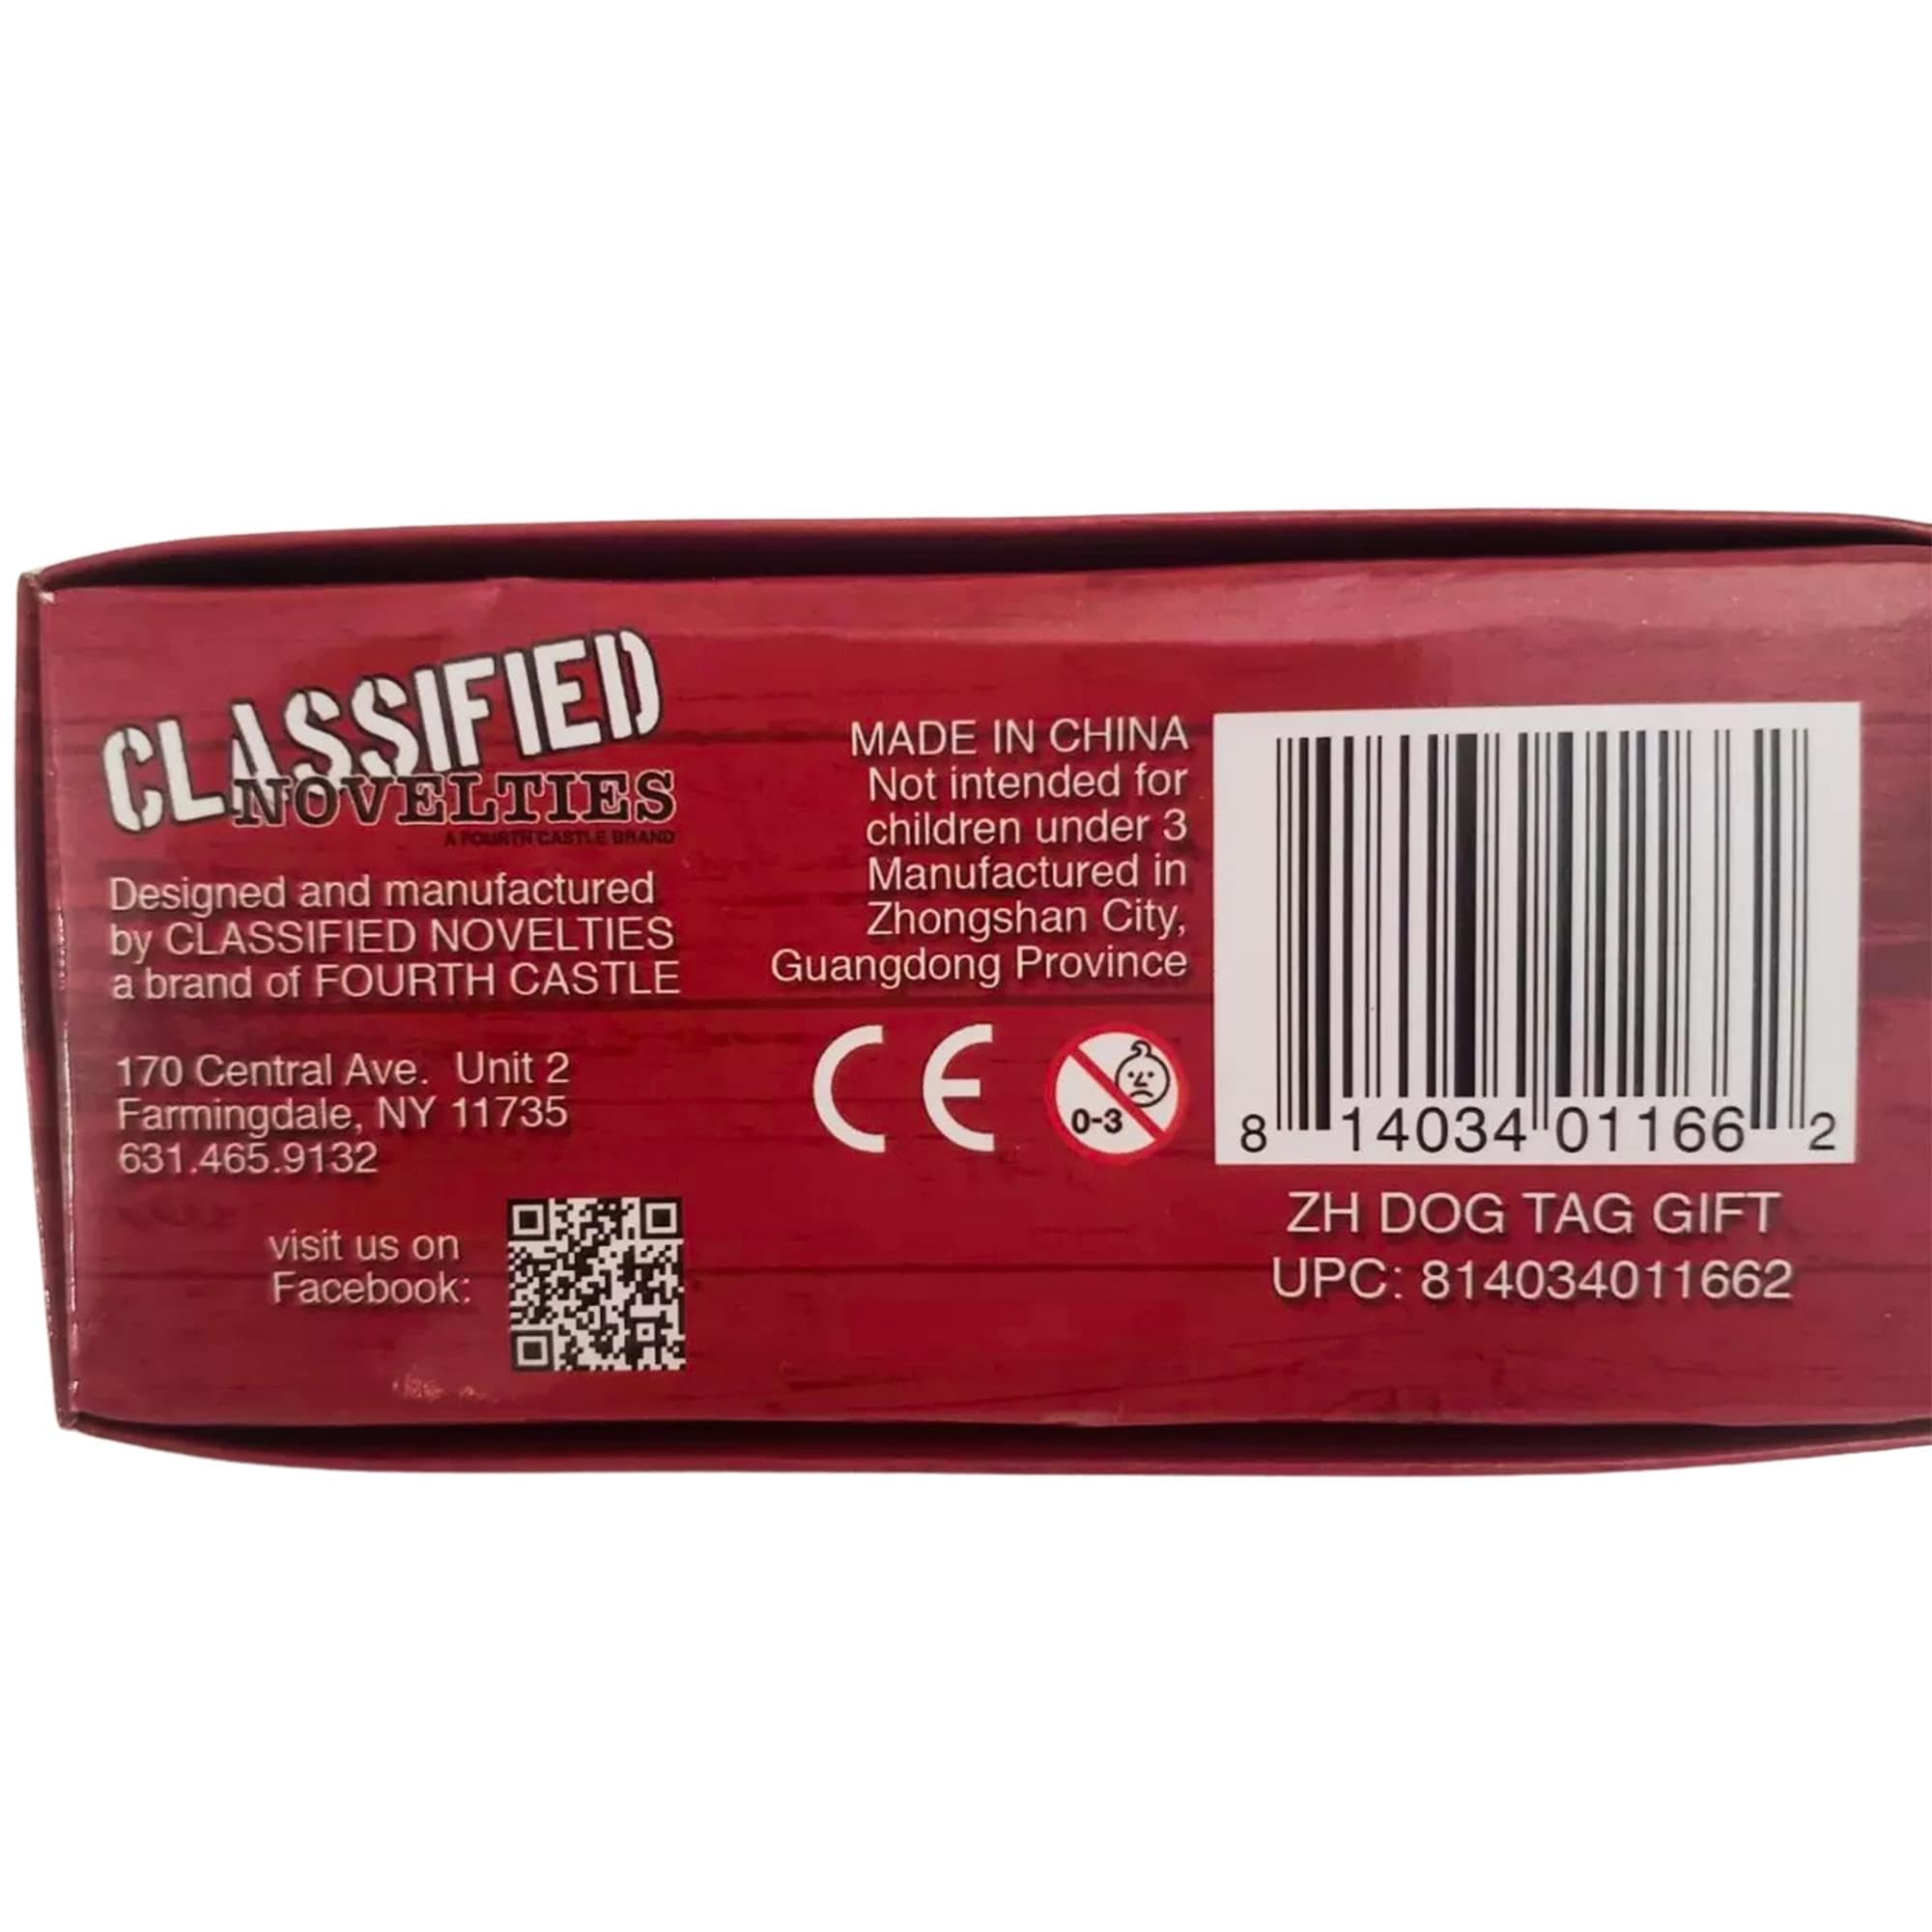 CLASSIFIED
NOVELTIES
A FOURTH CASTLE BRAND
Designed and manufactured
by CLASSIFIED NOVELTIES
a brand of FOURTH CASTLE
170 Central Ave. Unit 2
Farmingdale, NY 11735
631.465.9132
visit us on
Facebook:
MADE IN CHINA
Not intended for
children under 3
Manufactured in
Zhongshan City,
Guangdong Province
CE
0-3
8 14034 01166 2
ZH DOG TAG GIFT
UPC: 814034011662